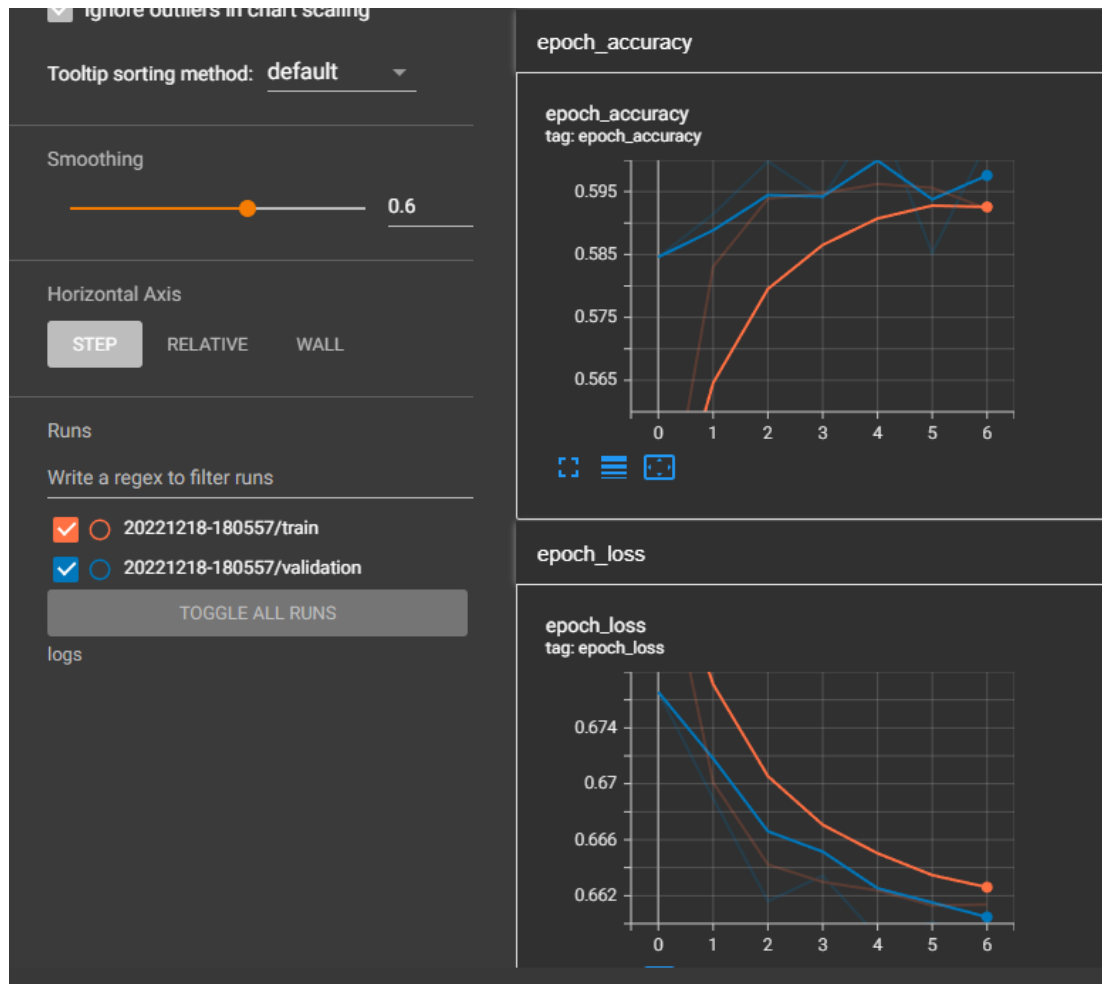 Ignore outliers in chart scaling
Tooltip sorting method: default
Smoothing
0.6
Horizontal Axis
STEP RELATIVE WALL
Runs
Write a regex to filter runs
20221218-180557/train
20221218-180557/validation
TOGGLE ALL RUNS
logs
epoch_accuracy
epoch_accuracy
tag: epoch_accuracy
0.595
0.585
0.575
0.565
0 1 2 3 4 5 6
epoch_loss
epoch_loss
tag: epoch_loss
0.674
0.67
0.666
0.662
0 1 2 3 4 5 6